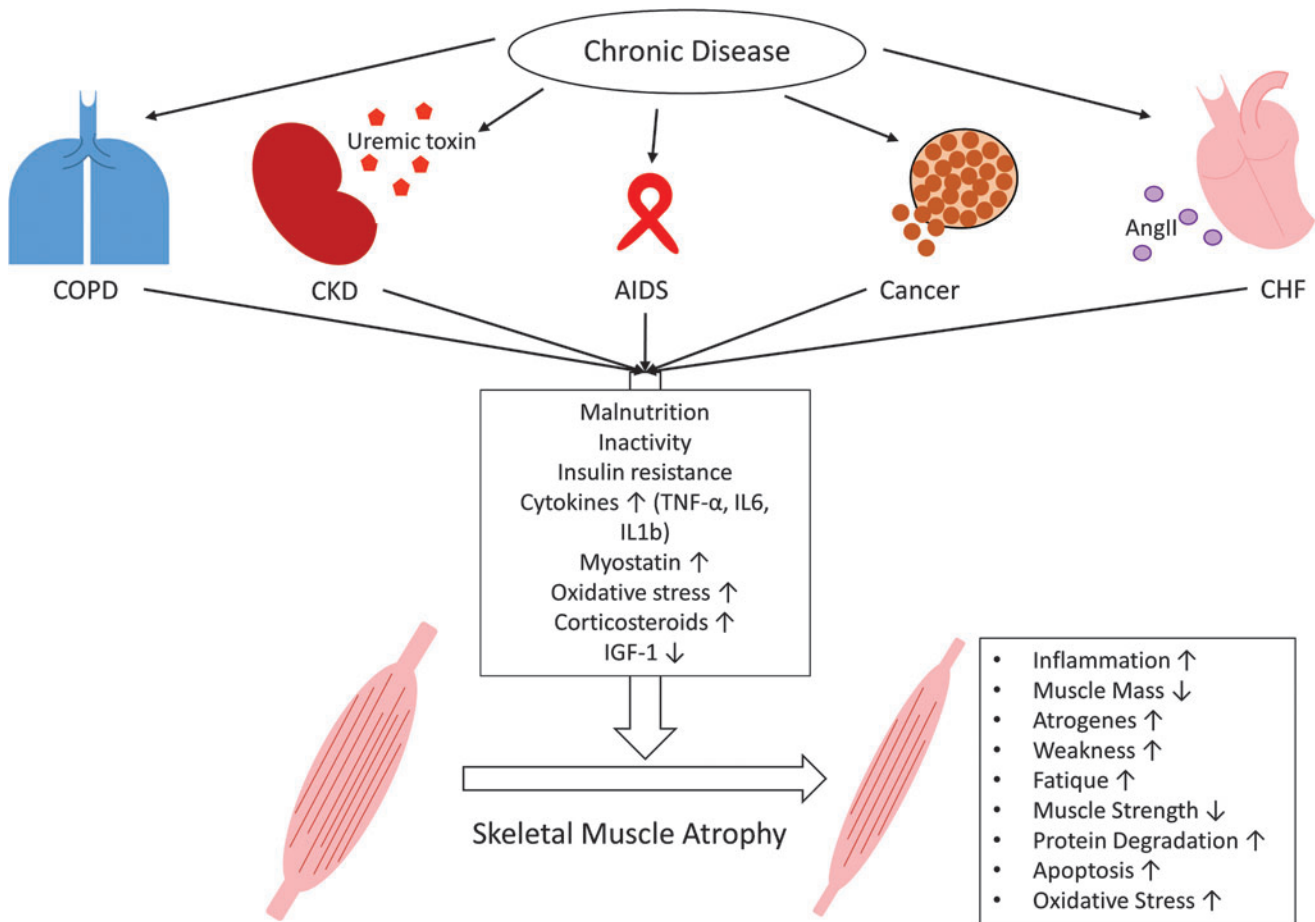 Chronic Disease
Uremic toxin
AngII
COPD
CKD
AIDS
Cancer
CHF
Malnutrition
Inactivity
Insulin resistance
Cytokines ↑ (TNF-α, IL6,
IL1b)
Myostatin ↑
Oxidative stress ↑
Corticosteroids ↑
IGF-1 ↓
Skeletal Muscle Atrophy
• Inflammation ↑
• Muscle Mass ↓
• Atrogenes ↑
• Weakness ↑
• Fatique ↑
• Muscle Strength ↓
• Protein Degradation ↑
• Apoptosis ↑
• Oxidative Stress ↑